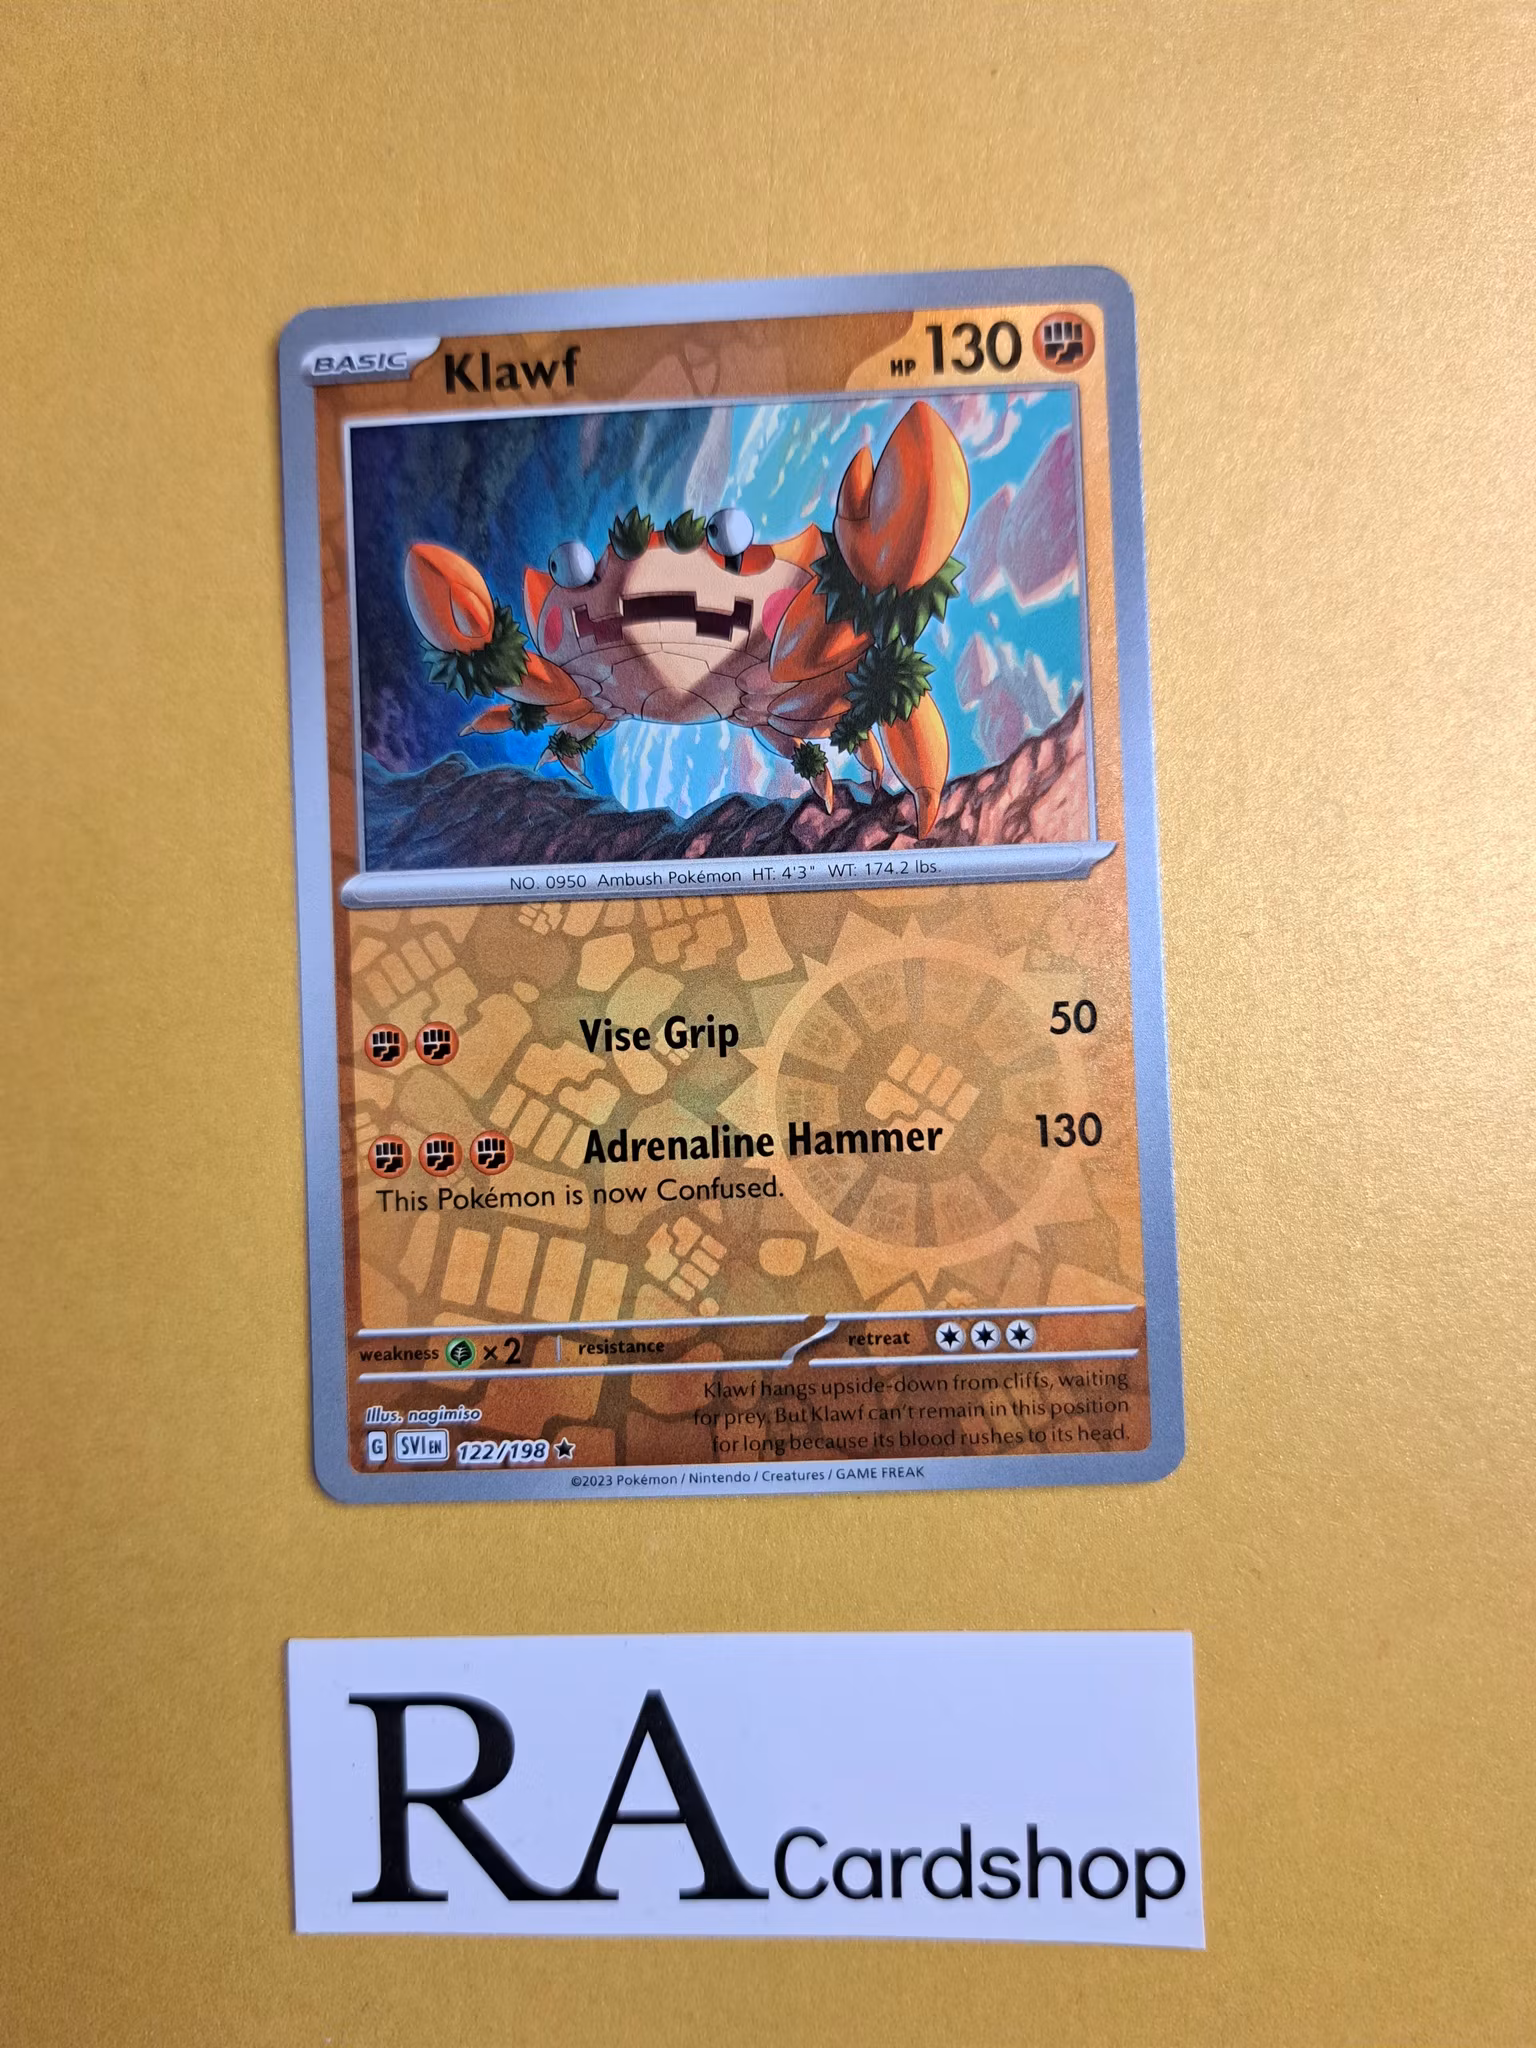 BASIC Klawf HP 130
NO. 0950 Ambush Pokémon HT: 4'3" WT: 174.2 lbs.
Vise Grip 50
Adrenaline Hammer 130
This Pokémon is now Confused.
weakness ×2 resistance retreat
Klawf hangs upside-down from cliffs, waiting
for prey. But Klawf can't remain in this position
for long because its blood rushes to its head.
Illus. nagimiso
G SVI EN 122/198
©2023 Pokémon / Nintendo / Creatures / GAME FREAK
RA Cardshop